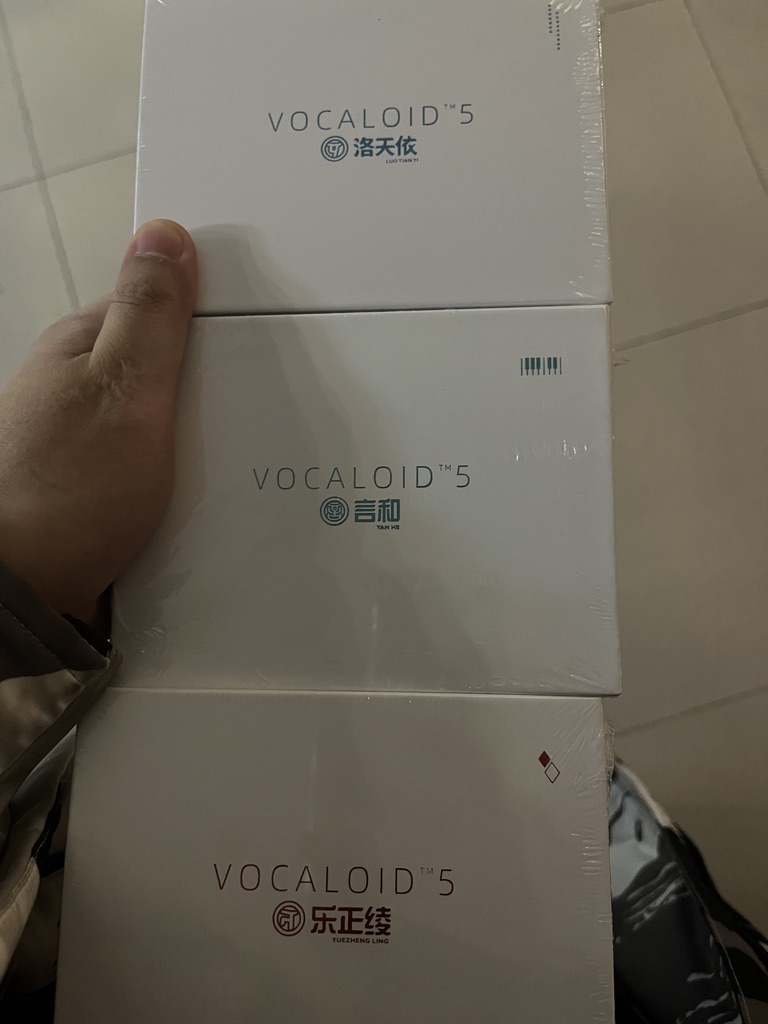 VOCALOID™5
洛天依
LUO TIAN YI
VOCALOID™5
言和
YAN HE
VOCALOID™5
乐正绫
YUEZHENG LING